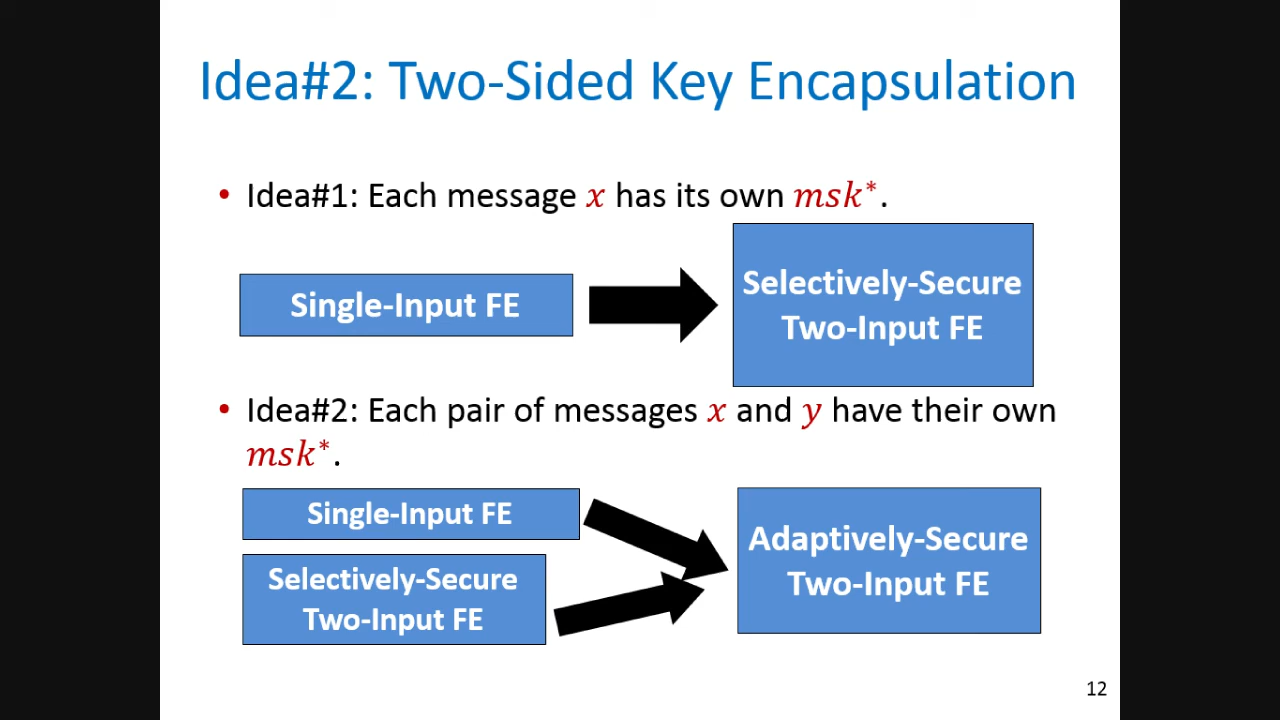 Idea#2: Two-Sided Key Encapsulation
• Idea#1: Each message x has its own msk*.
Single-Input FE
Selectively-Secure
Two-Input FE
• Idea#2: Each pair of messages x and y have their own
msk*.
Single-Input FE
Selectively-Secure
Two-Input FE
Adaptively-Secure
Two-Input FE
12